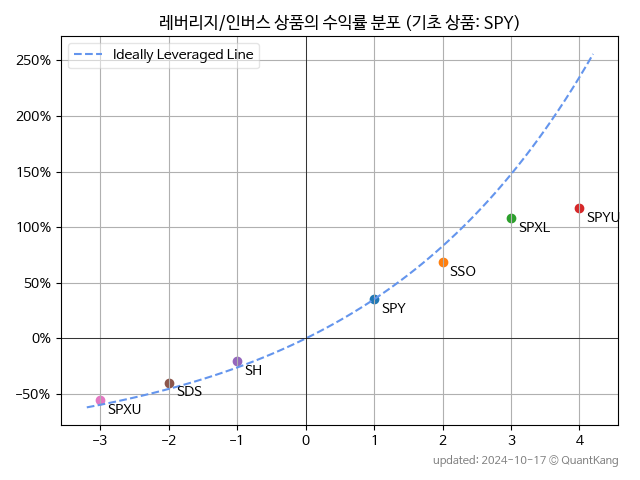 레버리지/인버스 상품의 수익률 분포 (기초 상품: SPY)
Ideally Leveraged Line
250%
200%
150%
100%
50%
0%
−50%
SPYU
SPXL
SSO
SPY
SH
SDS
SPXU
−3 −2 −1 0 1 2 3 4
updated: 2024-10-17 © QuantKang